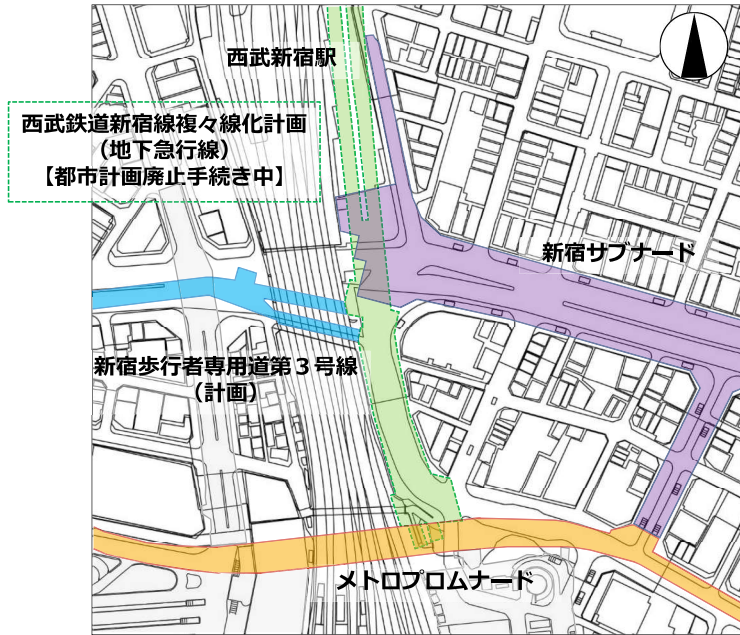 西武新宿駅
西武鉄道新宿線複々線化計画
（地下急行線）
【都市計画廃止手続き中】
新宿サブナード
新宿歩行者専用道第３号線
（計画）
メトロプロムナード